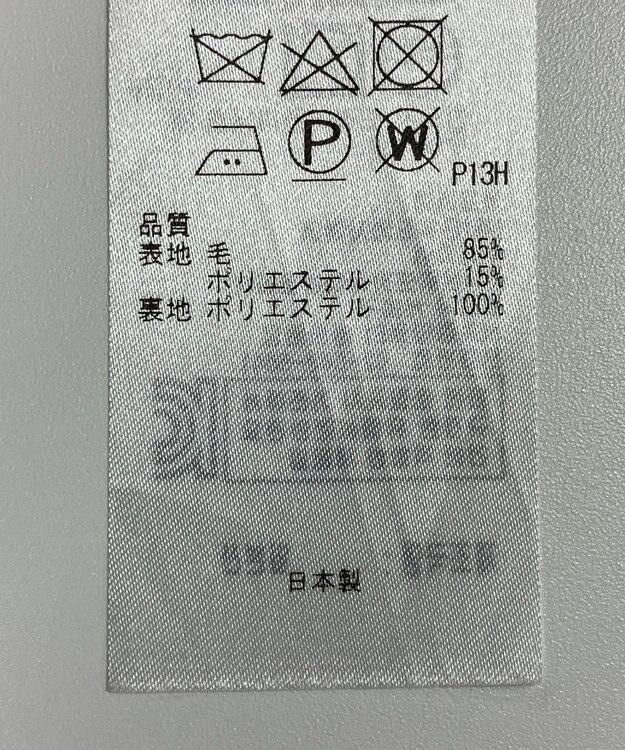 P
W
P13H
品質
表地 毛 85%
ポリエステル 15%
裏地 ポリエステル 100%
日本製